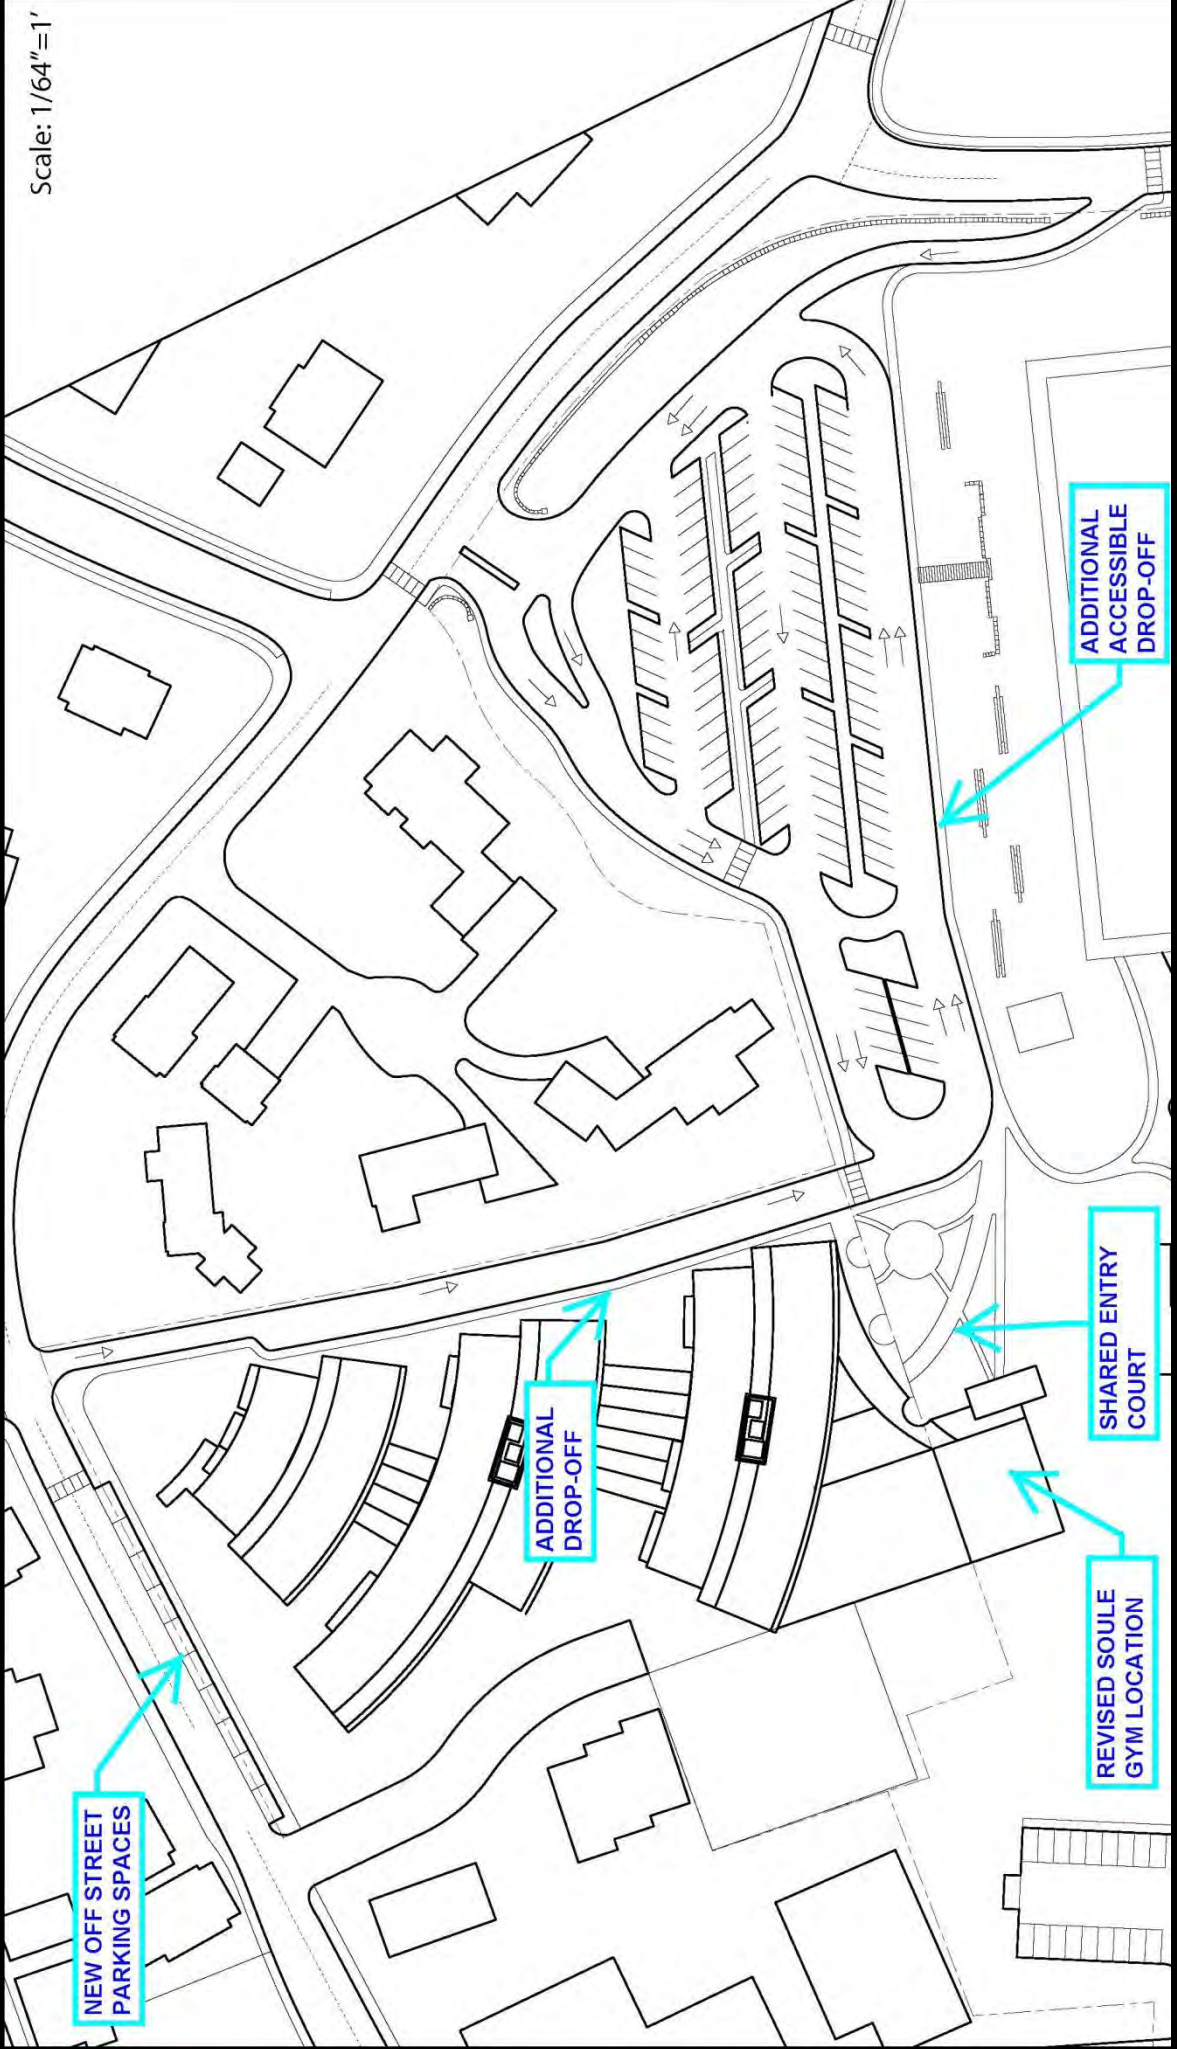 Scale: 1/64"=1'
NEW OFF STREET
PARKING SPACES
ADDITIONAL
DROP-OFF
ADDITIONAL
ACCESSIBLE
DROP-OFF
REVISED SOULE
GYM LOCATION
SHARED ENTRY
COURT